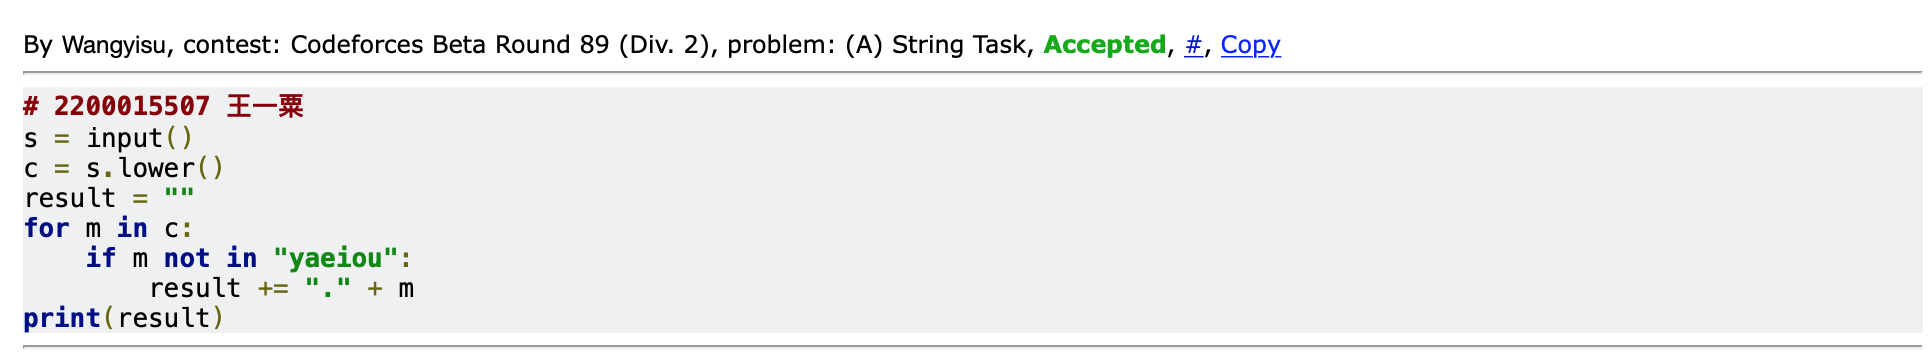 By Wangyisu, contest: Codeforces Beta Round 89 (Div. 2), problem: (A) String Task, Accepted, #, Copy
# 2200015507 王一粟
s = input()
c = s.lower()
result = ""
for m in c:
    if m not in "yaeiou":
        result += "." + m
print(result)